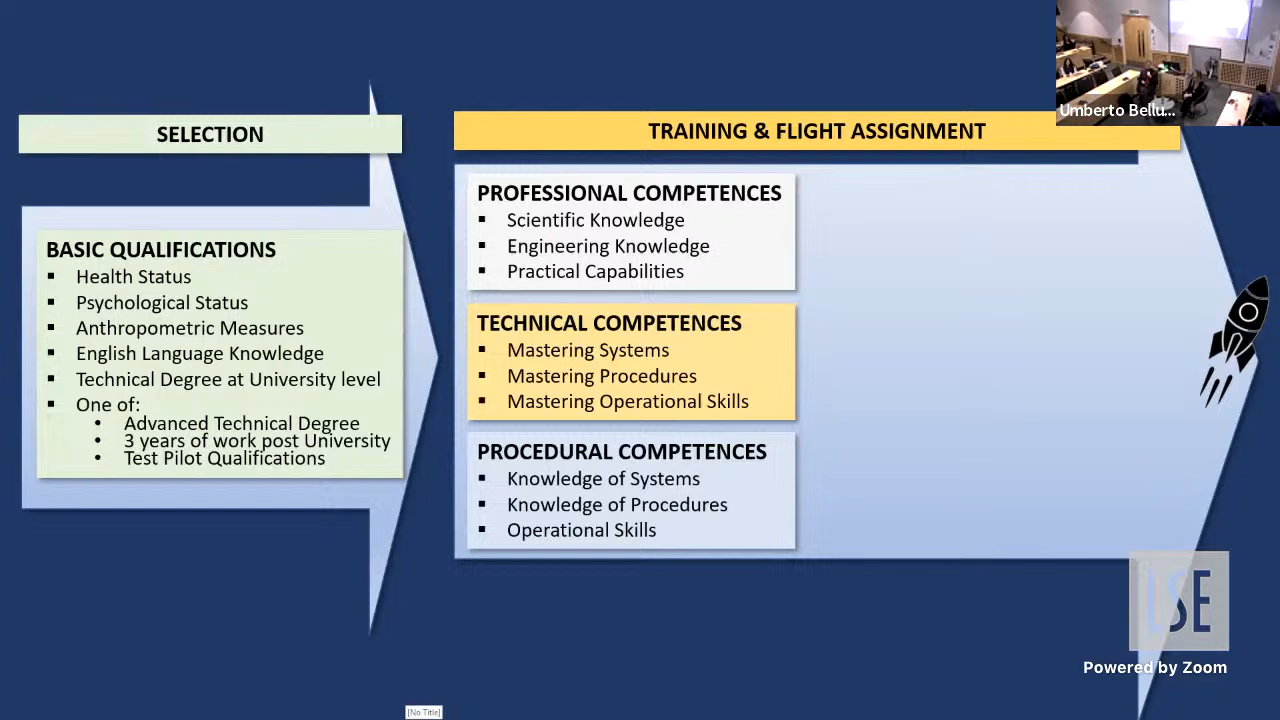 SELECTION
BASIC QUALIFICATIONS
Health Status
Psychological Status
Anthropometric Measures
English Language Knowledge
Technical Degree at University level
One of:
Advanced Technical Degree
3 years of work post University
Test Pilot Qualifications
TRAINING & FLIGHT ASSIGNMENT
PROFESSIONAL COMPETENCES
Scientific Knowledge
Engineering Knowledge
Practical Capabilities
TECHNICAL COMPETENCES
Mastering Systems
Mastering Procedures
Mastering Operational Skills
PROCEDURAL COMPETENCES
Knowledge of Systems
Knowledge of Procedures
Operational Skills
Umberto Bellu...
LSE
Powered by Zoom
[No Title]